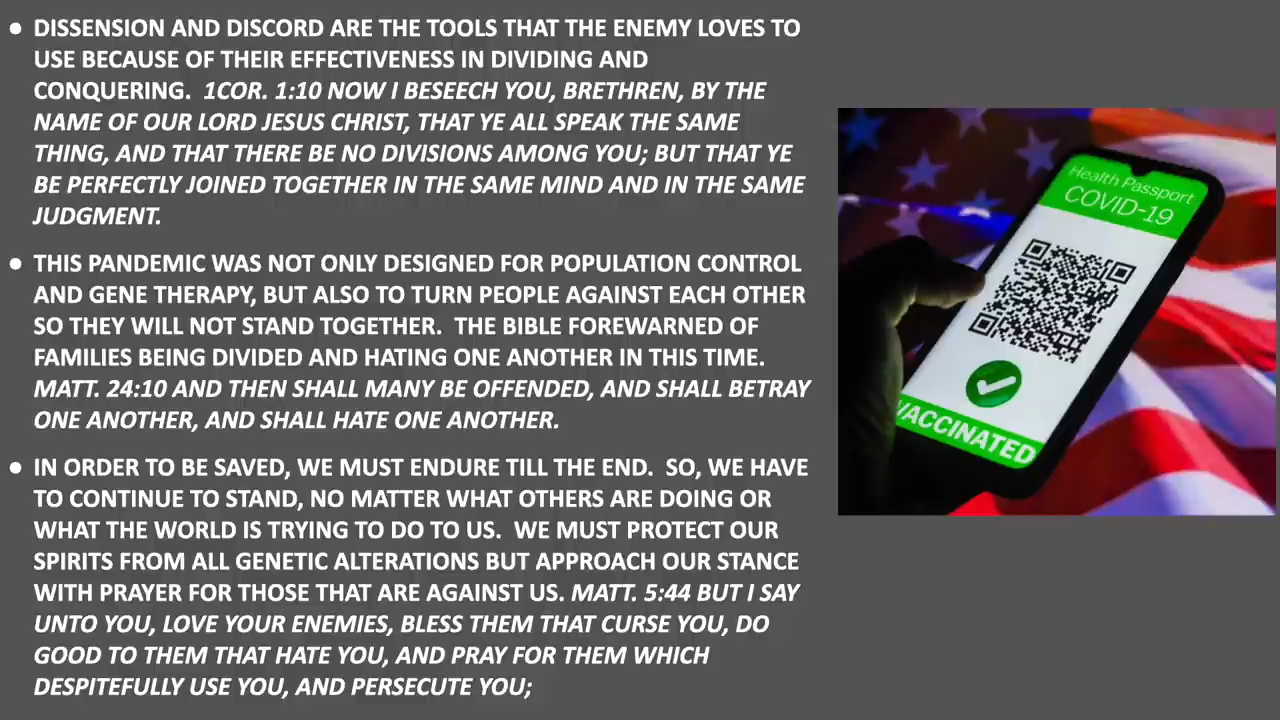 ● DISSENSION AND DISCORD ARE THE TOOLS THAT THE ENEMY LOVES TO
USE BECAUSE OF THEIR EFFECTIVENESS IN DIVIDING AND
CONQUERING. 1COR. 1:10 NOW I BESEECH YOU, BRETHREN, BY THE
NAME OF OUR LORD JESUS CHRIST, THAT YE ALL SPEAK THE SAME
THING, AND THAT THERE BE NO DIVISIONS AMONG YOU; BUT THAT YE
BE PERFECTLY JOINED TOGETHER IN THE SAME MIND AND IN THE SAME
JUDGMENT.
● THIS PANDEMIC WAS NOT ONLY DESIGNED FOR POPULATION CONTROL
AND GENE THERAPY, BUT ALSO TO TURN PEOPLE AGAINST EACH OTHER
SO THEY WILL NOT STAND TOGETHER. THE BIBLE FOREWARNED OF
FAMILIES BEING DIVIDED AND HATING ONE ANOTHER IN THIS TIME.
MATT. 24:10 AND THEN SHALL MANY BE OFFENDED, AND SHALL BETRAY
ONE ANOTHER, AND SHALL HATE ONE ANOTHER.
● IN ORDER TO BE SAVED, WE MUST ENDURE TILL THE END. SO, WE HAVE
TO CONTINUE TO STAND, NO MATTER WHAT OTHERS ARE DOING OR
WHAT THE WORLD IS TRYING TO DO TO US. WE MUST PROTECT OUR
SPIRITS FROM ALL GENETIC ALTERATIONS BUT APPROACH OUR STANCE
WITH PRAYER FOR THOSE THAT ARE AGAINST US. MATT. 5:44 BUT I SAY
UNTO YOU, LOVE YOUR ENEMIES, BLESS THEM THAT CURSE YOU, DO
GOOD TO THEM THAT HATE YOU, AND PRAY FOR THEM WHICH
DESPITEFULLY USE YOU, AND PERSECUTE YOU;
Health Passport
COVID-19
VACCINATED